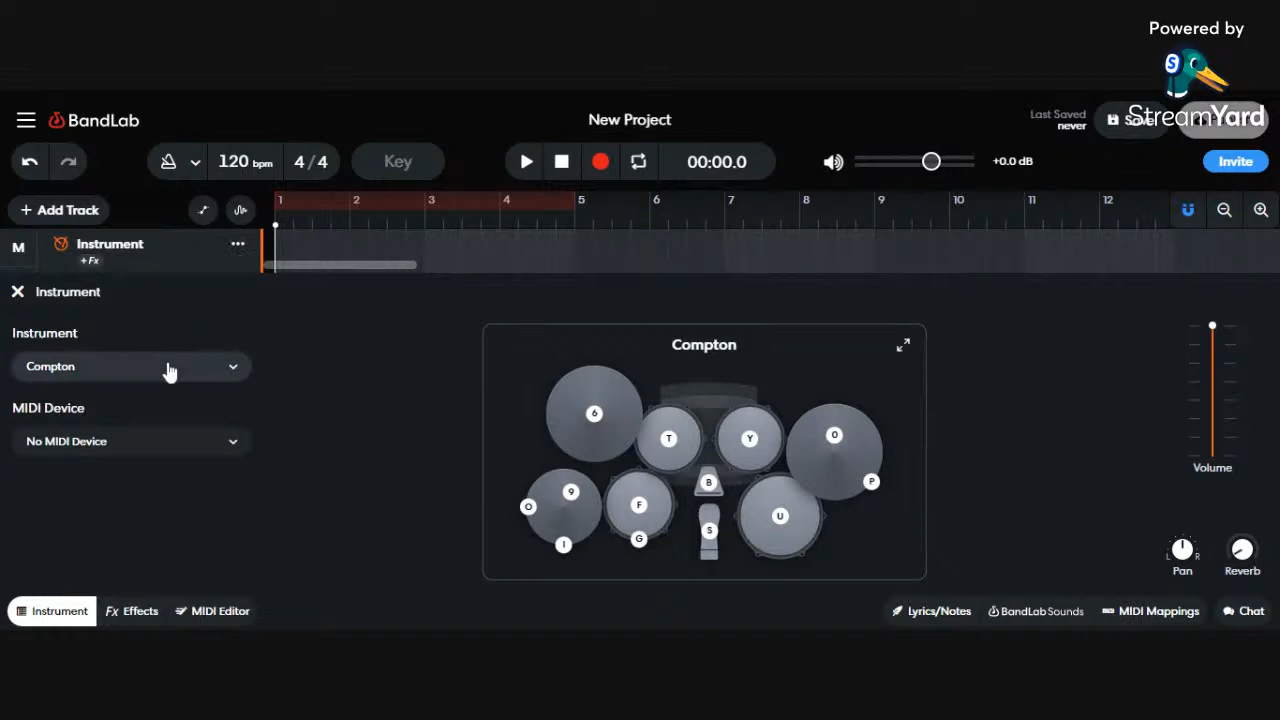 Powered by
StreamYard
BandLab
New Project
Last Saved
never
Save
120 bpm
4/4
Key
00:00.0
+0.0 dB
Invite
+ Add Track
1 2 3 4 5 6 7 8 9 10 11 12
M
Instrument
+Fx
Instrument
Instrument
Compton
MIDI Device
No MIDI Device
Compton
6
T
Y
0
P
9
O
I
F
G
B
S
U
Volume
L R
Pan
Reverb
Instrument
Fx Effects
MIDI Editor
Lyric/Notes
BandLab Sounds
MIDI Mappings
Chat